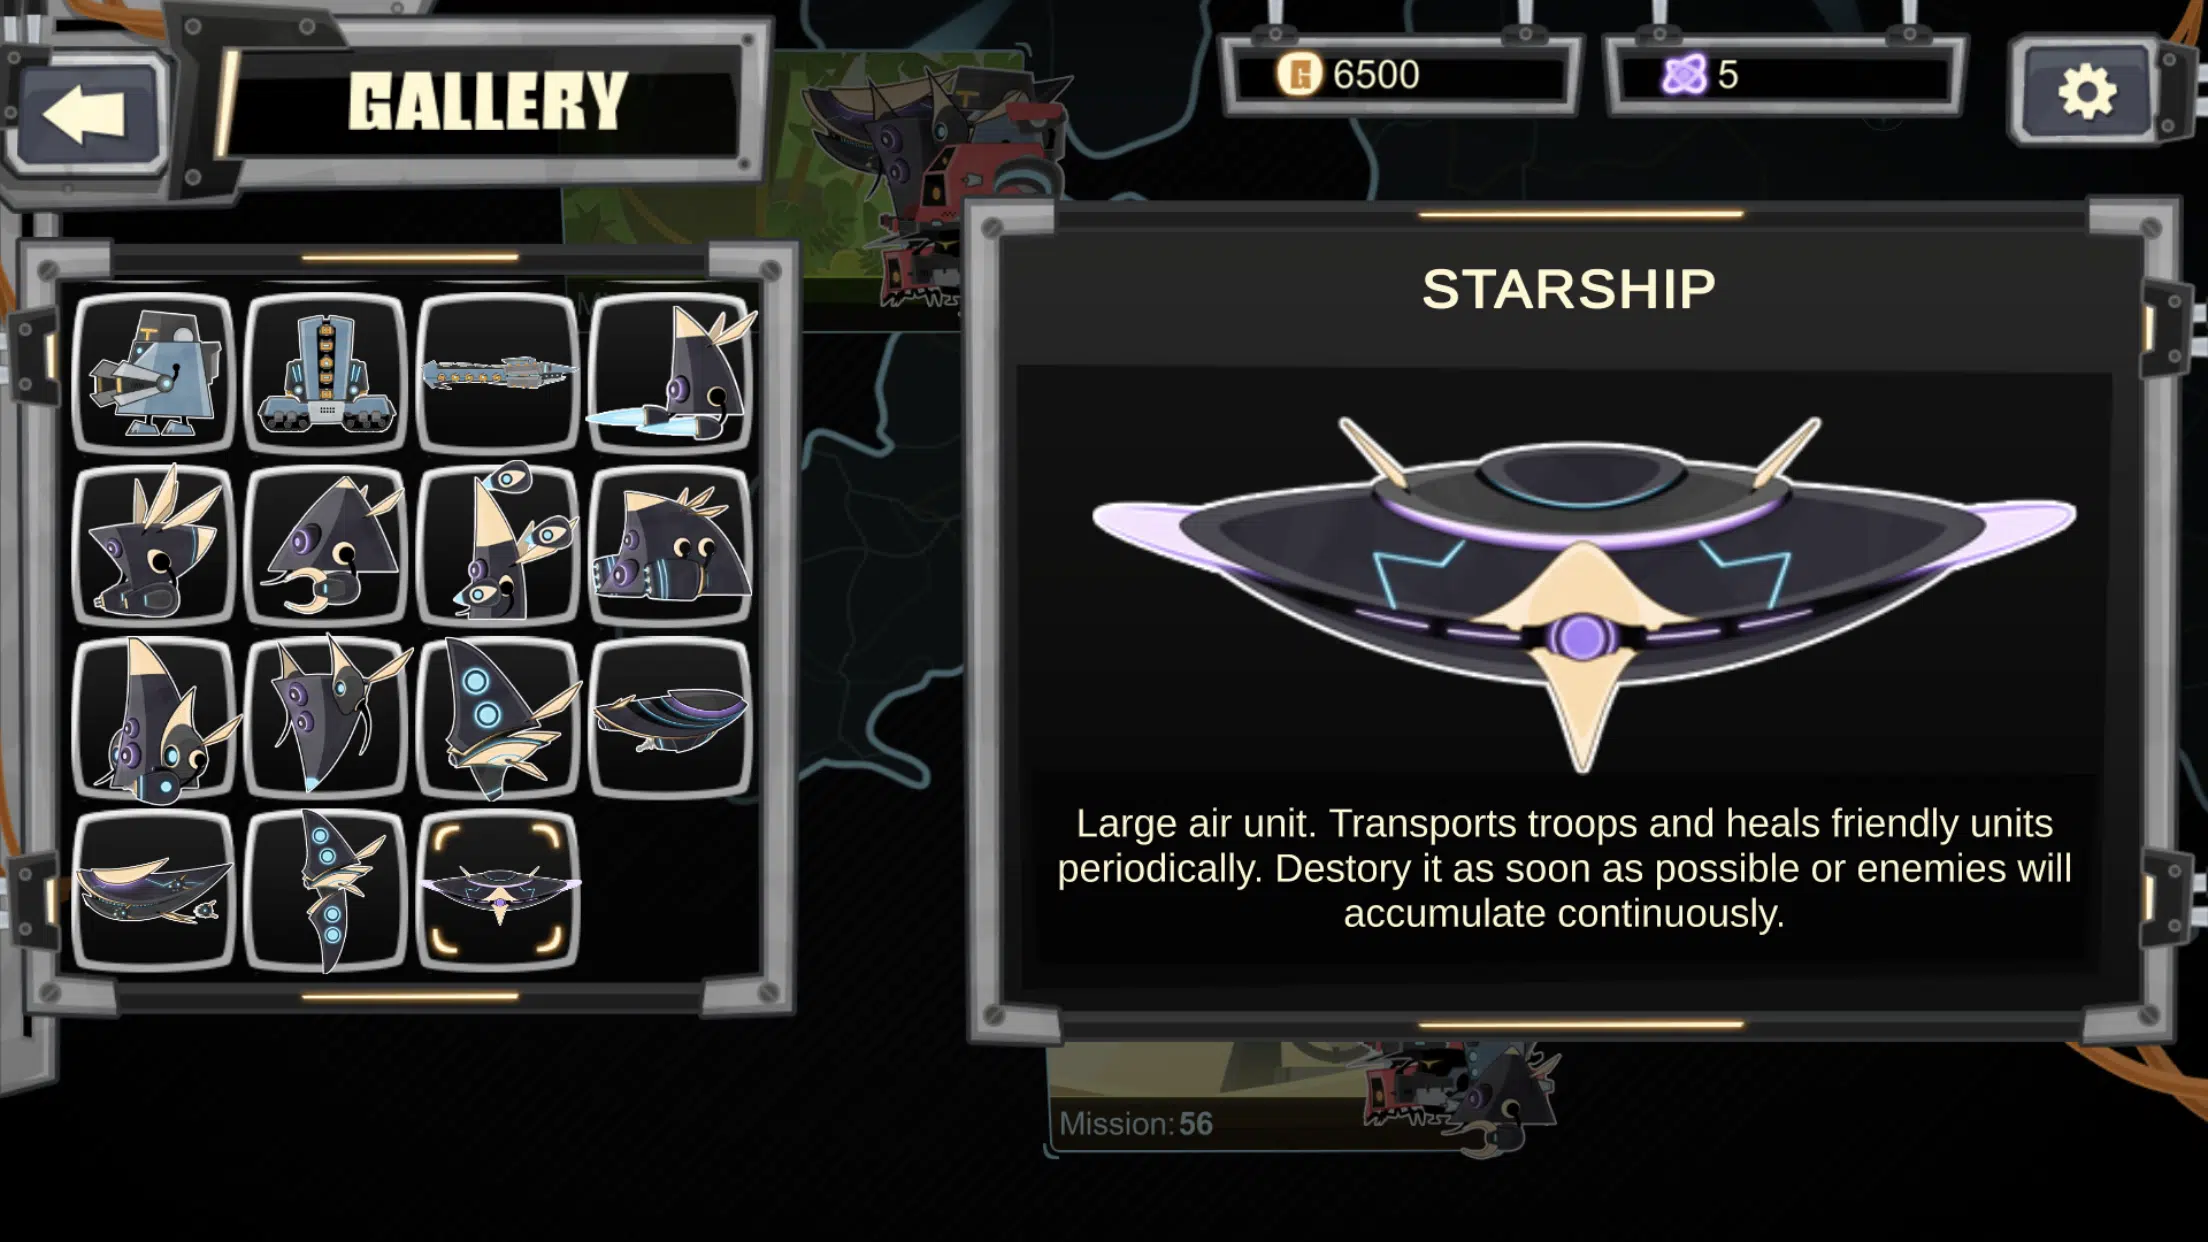 GALLERY
6500
5
STARSHIP
Large air unit. Transports troops and heals friendly units
periodically. Destory it as soon as possible or enemies will
accumulate continuously.
Mission: 56